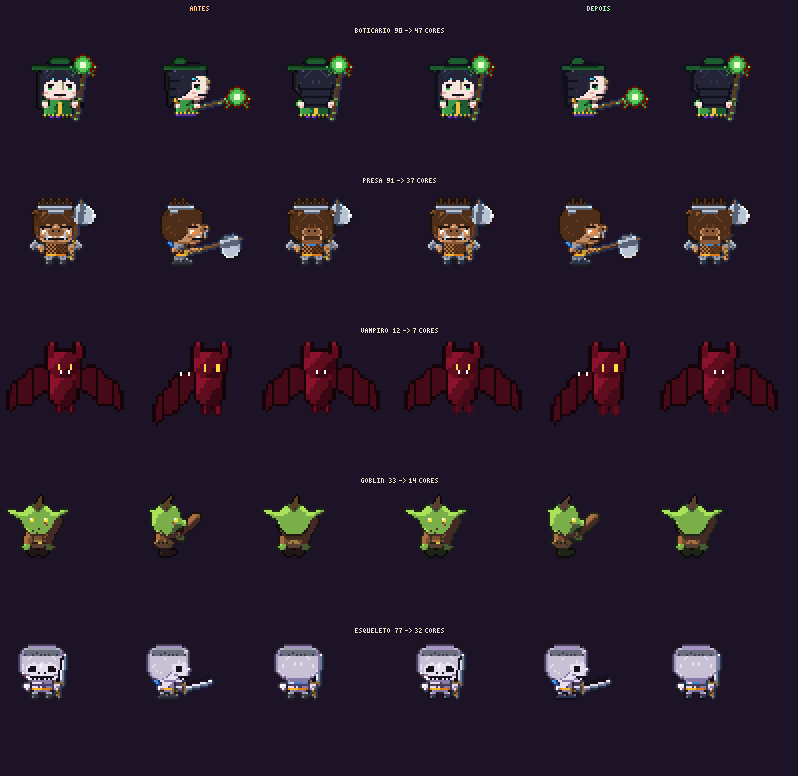 ANTES
DEPOIS
BOTICARIO 90 -> 47 CORES
PRESA 91 -> 37 CORES
VAMPIRO 12 -> 7 CORES
GOBLIN 33 -> 14 CORES
ESQUELETO 77 -> 32 CORES